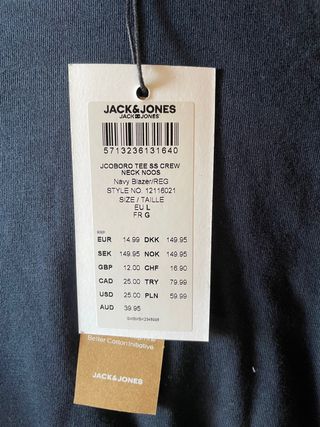 JACK&JONES
JACK JONES
5713236131640
JCOBORO TEE SS CREW
NECK NOOS
Navy Blazer/REG
STYLE NO. 12116021
SIZE / TAILLE
EU L
FR G
EUR 14.99 DKK 149.95
SEK 149.95 NOK 149.95
GBP 12.00 CHF 16.90
CAD 25.00 TRY 79.99
USD 25.00 PLN 59.99
AUD 39.95
Better Cotton Initiative
JACK&JONES